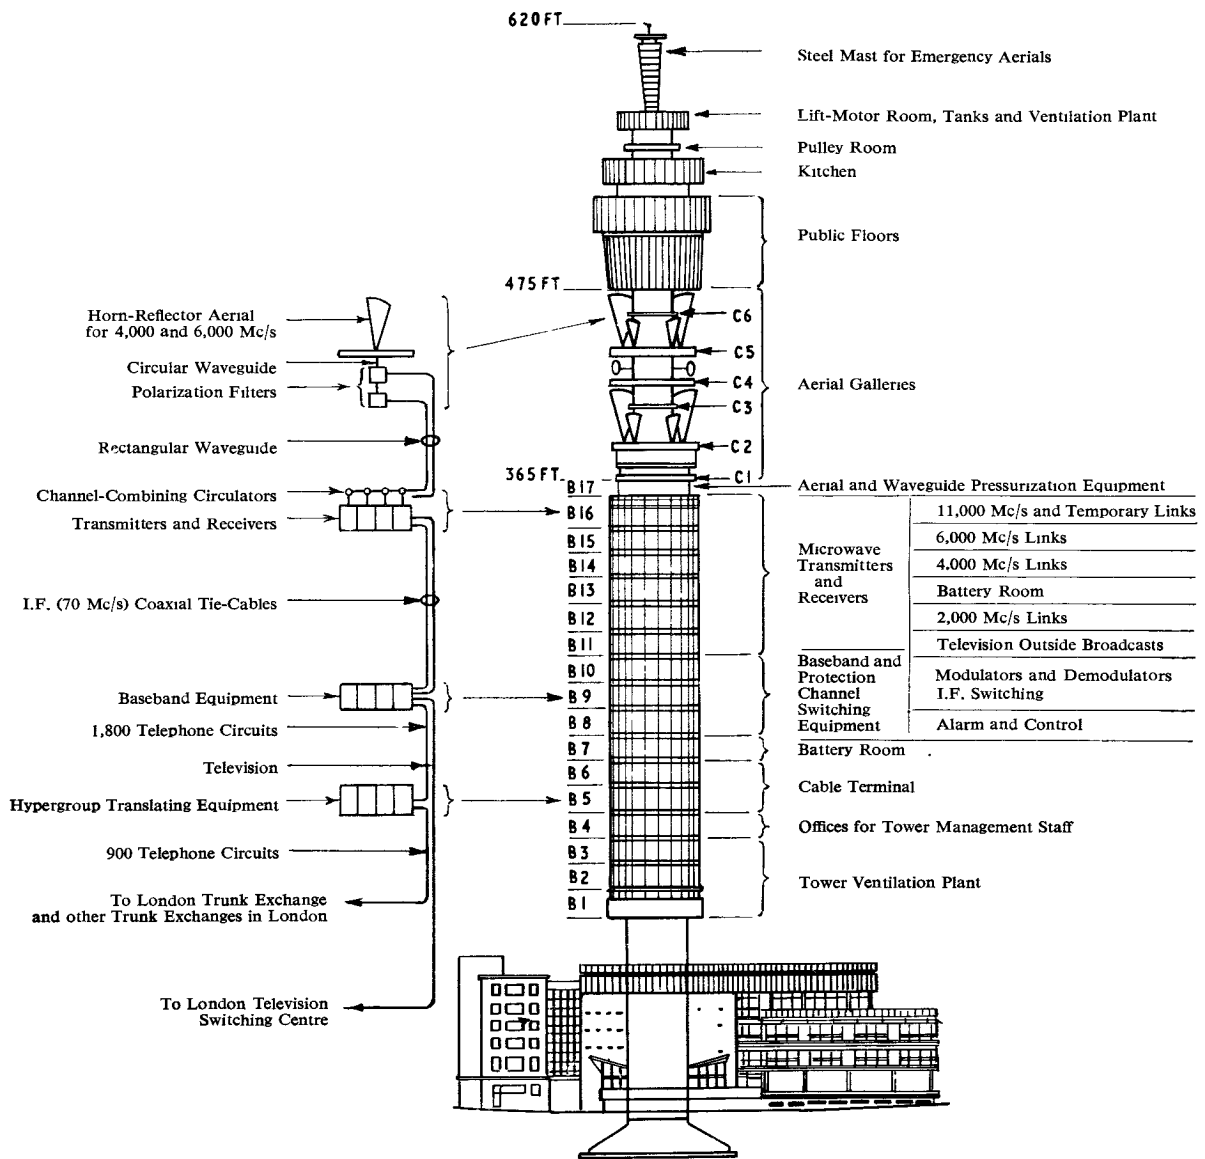 620 FT
Steel Mast for Emergency Aerials
Lift-Motor Room, Tanks and Ventilation Plant
Pulley Room
Kitchen
Public Floors
475 FT
Horn-Reflector Aerial
for 4,000 and 6,000 Mc/s
Circular Waveguide
Polarization Filters
Rectangular Waveguide
Channel-Combining Circulators
Transmitters and Receivers
I.F. (70 Mc/s) Coaxial Tie-Cables
Baseband Equipment
1,800 Telephone Circuits
Television
Hypergroup Translating Equipment
900 Telephone Circuits
To London Trunk Exchange
and other Trunk Exchanges in London
To London Television
Switching Centre
C6
C5
C4
C3
C2
C1
Aerial Galleries
365 FT
B17
B16
B15
B14
B13
B12
B11
B10
B9
B8
B7
B6
B5
B4
B3
B2
B1
Aerial and Waveguide Pressurization Equipment
Microwave
Transmitters
and
Receivers
11,000 Mc/s and Temporary Links
6,000 Mc/s Links
4.000 Mc/s Links
Battery Room
2,000 Mc/s Links
Television Outside Broadcasts
Baseband and
Protection
Channel
Switching
Equipment
Modulators and Demodulators
I.F. Switching
Alarm and Control
Battery Room
Cable Terminal
Offices for Tower Management Staff
Tower Ventilation Plant